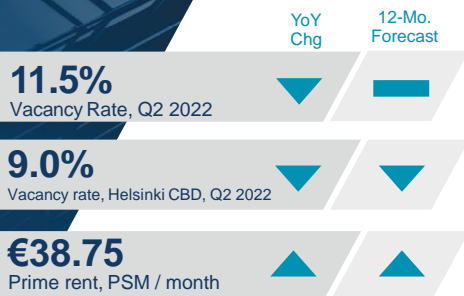 YoY 12-Mo.
Chg Forecast
11.5%
Vacancy Rate, Q2 2022
9.0%
Vacancy rate, Helsinki CBD, Q2 2022
€38.75
Prime rent, PSM / month